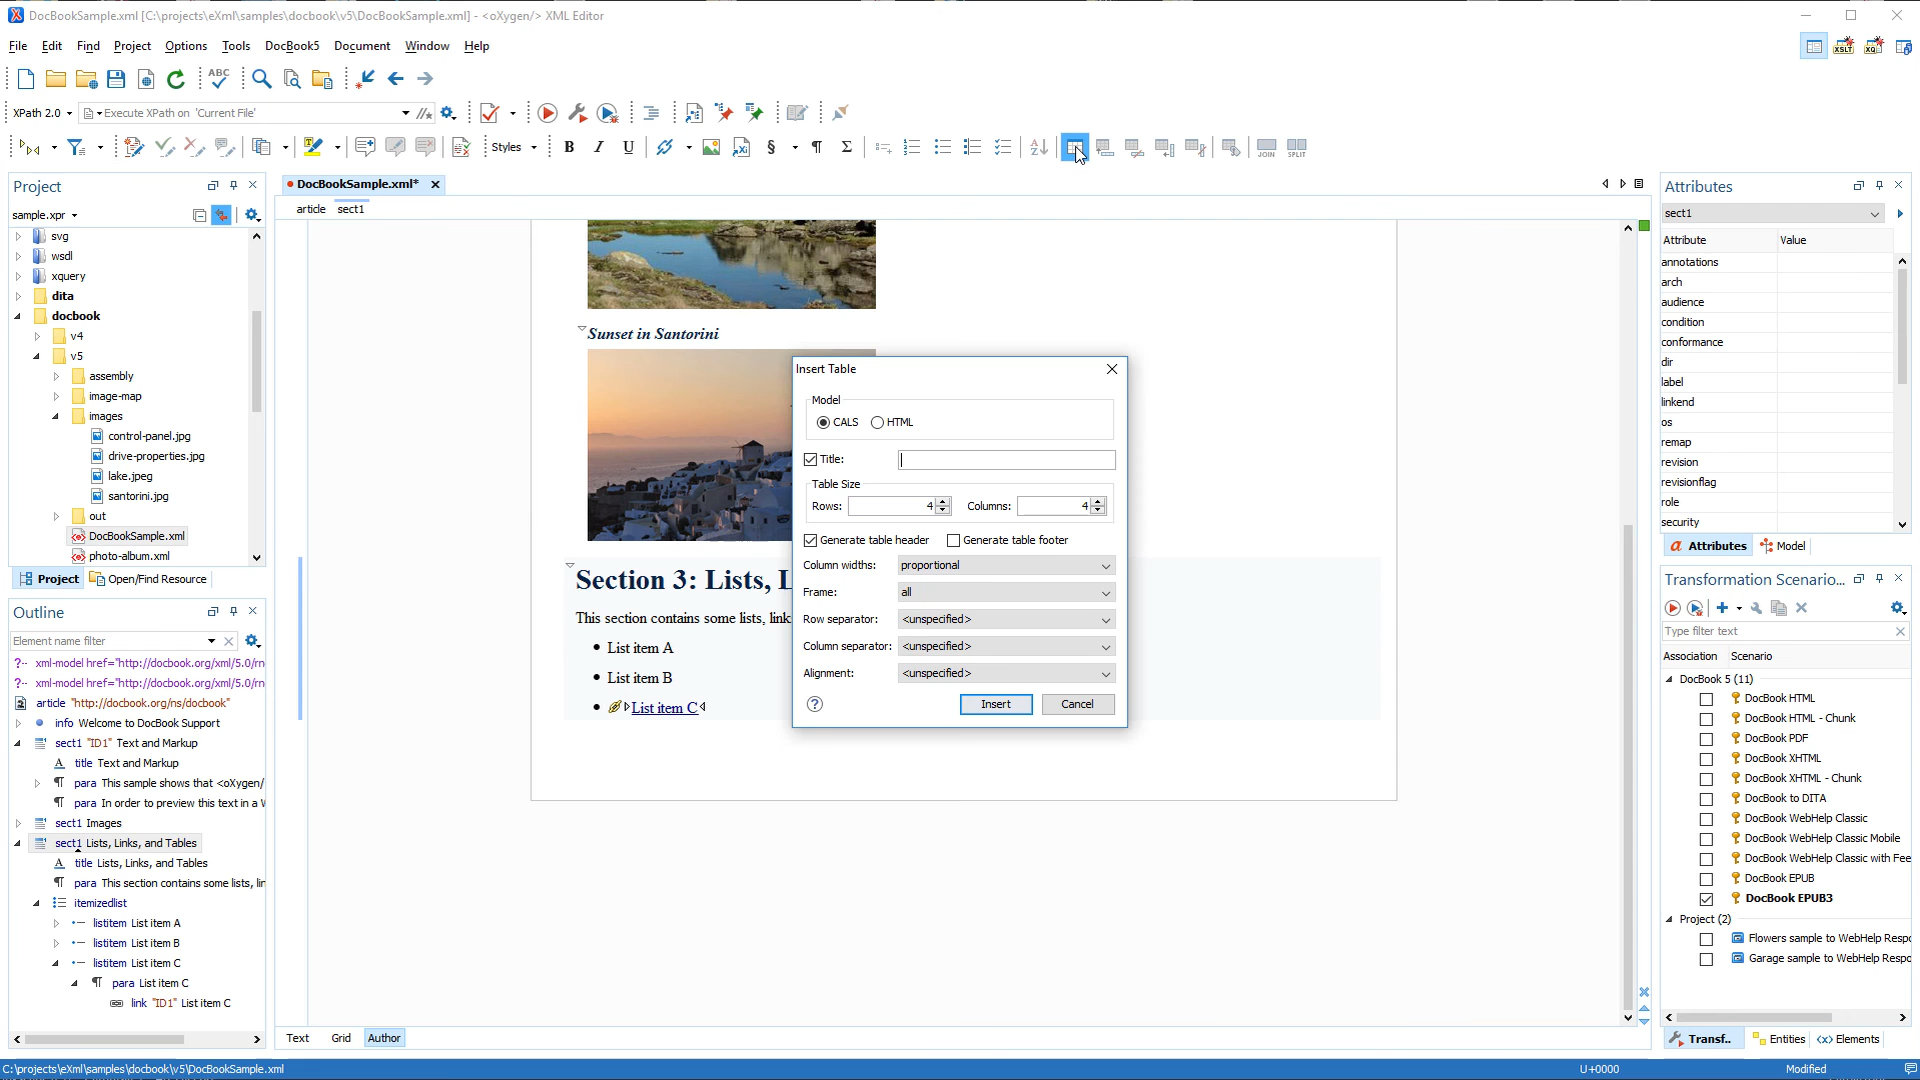 DocBookSample.xml [C:\projects\eXml\samples\docbook\v5\DocBookSample.xml] - <oXygen/> XML Editor
File Edit Find Project Options Tools DocBook5 Document Window Help
XSLT XQ
ABC
XPath 2.0 Execute XPath on 'Current File'
Styles B I U § ¶ Σ A Z JOIN SPLIT
Project
sample.xpr
svg
wsdl
xquery
dita
docbook
v4
v5
assembly
image-map
images
control-panel.jpg
drive-properties.jpg
lake.jpeg
santorini.jpg
out
DocBookSample.xml
photo-album.xml
Project Open/Find Resource
Outline
Element name filter
xml-model href="http://docbook.org/xml/5.0/rn
xml-model href="http://docbook.org/xml/5.0/rn
article "http://docbook.org/ns/docbook"
info Welcome to DocBook Support
sect1 "ID1" Text and Markup
title Text and Markup
para This sample shows that <oXygen/
para In order to preview this text in a W
sect1 Images
sect1 Lists, Links, and Tables
title Lists, Links, and Tables
para This section contains some lists, lin
itemizedlist
listitem List item A
listitem List item B
listitem List item C
para List item C
link "ID1" List item C
DocBookSample.xml*
article sect1
Sunset in Santorini
Section 3: Lists, L
This section contains some lists, link
List item A
List item B
List item C
Insert Table
Model
CALS HTML
Title:
Table Size
Rows: 4 Columns: 4
Generate table header Generate table footer
Column widths: proportional
Frame: all
Row separator: <unspecified>
Column separator: <unspecified>
Alignment: <unspecified>
Insert Cancel
Text Grid Author
Attributes
sect1
Attribute Value
annotations
arch
audience
condition
conformance
dir
label
linkend
os
remap
revision
revisionflag
role
security
Attributes Model
Transformation Scenario...
Type filter text
Association Scenario
DocBook 5 (11)
DocBook HTML
DocBook HTML - Chunk
DocBook PDF
DocBook XHTML
DocBook XHTML - Chunk
DocBook to DITA
DocBook WebHelp Classic
DocBook WebHelp Classic Mobile
DocBook WebHelp Classic with Fee
DocBook EPUB
DocBook EPUB3
Project (2)
Flowers sample to WebHelp Respo
Garage sample to WebHelp Respo
Transf.. Entities Elements
C:\projects\eXml\samples\docbook\v5\DocBookSample.xml U+0000 Modified